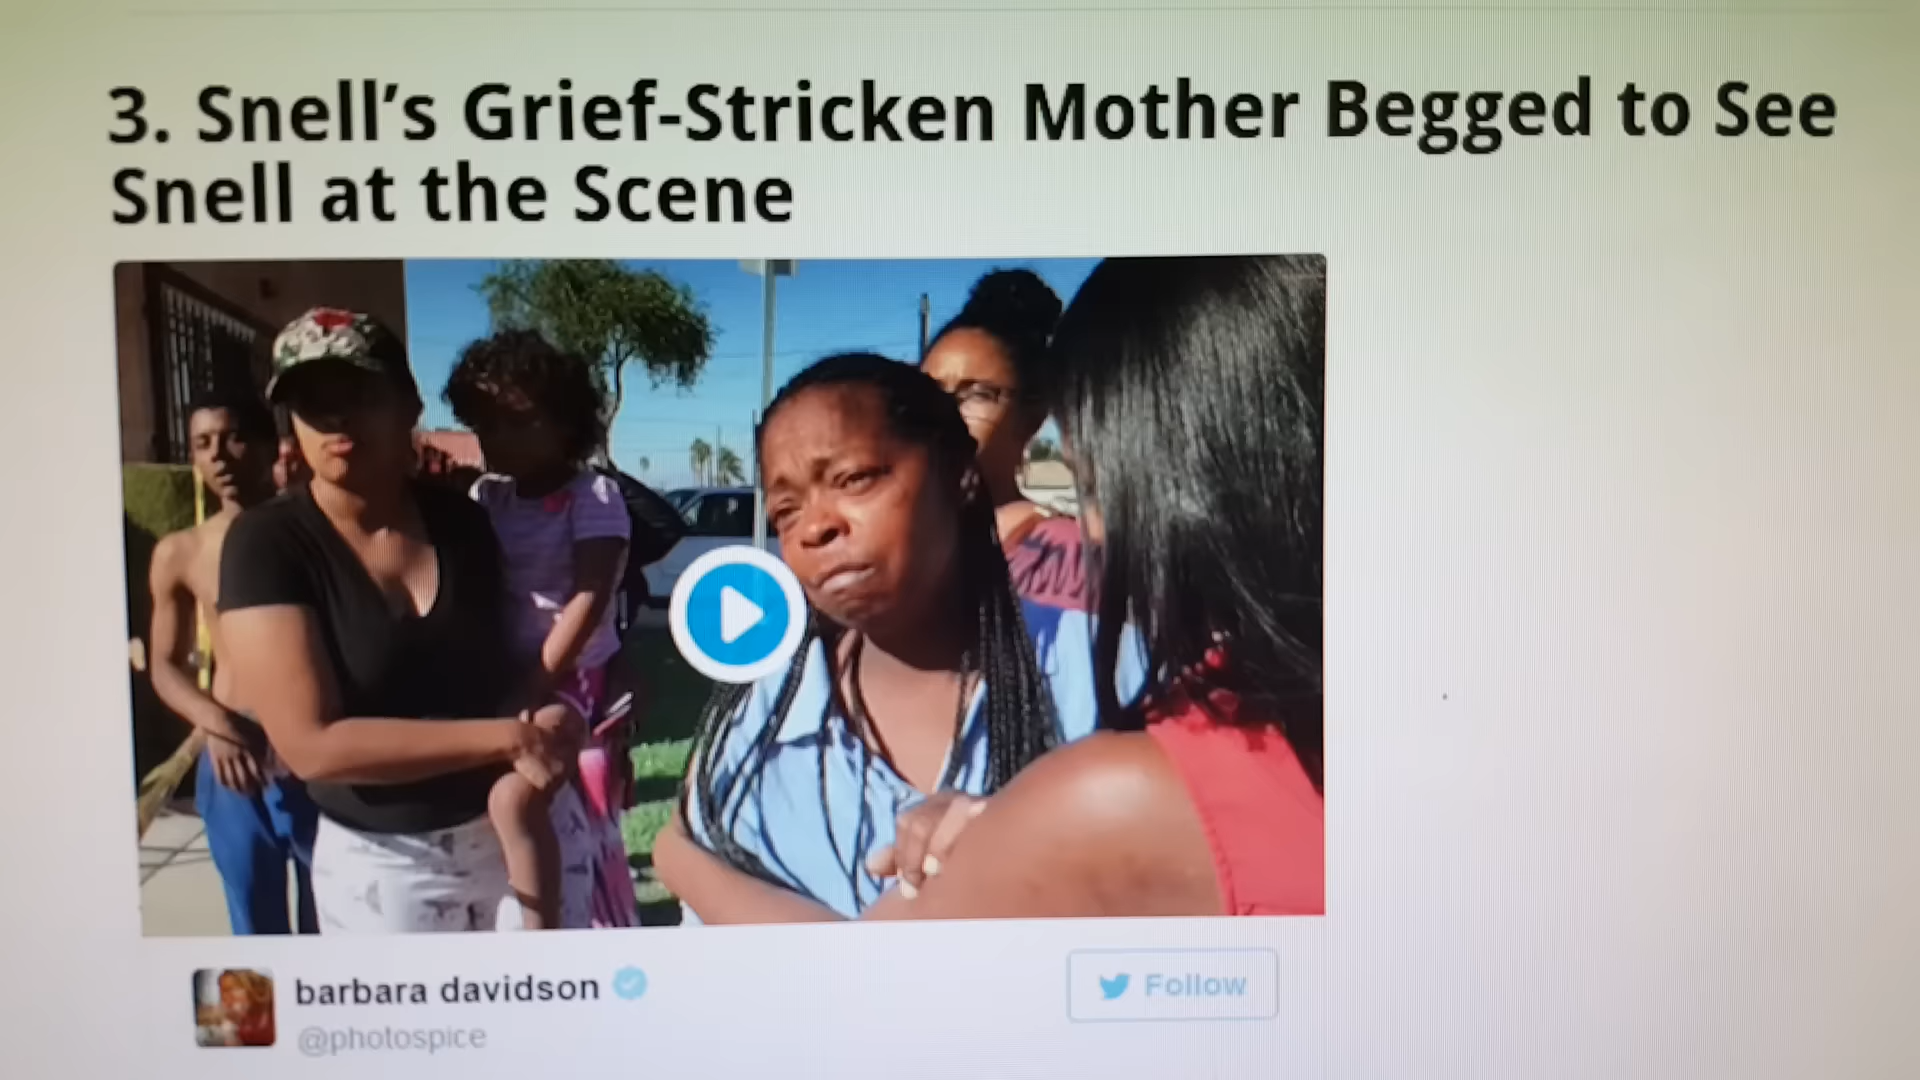 3. Snell’s Grief-Stricken Mother Begged to See
Snell at the Scene
barbara davidson
@photospice
Follow